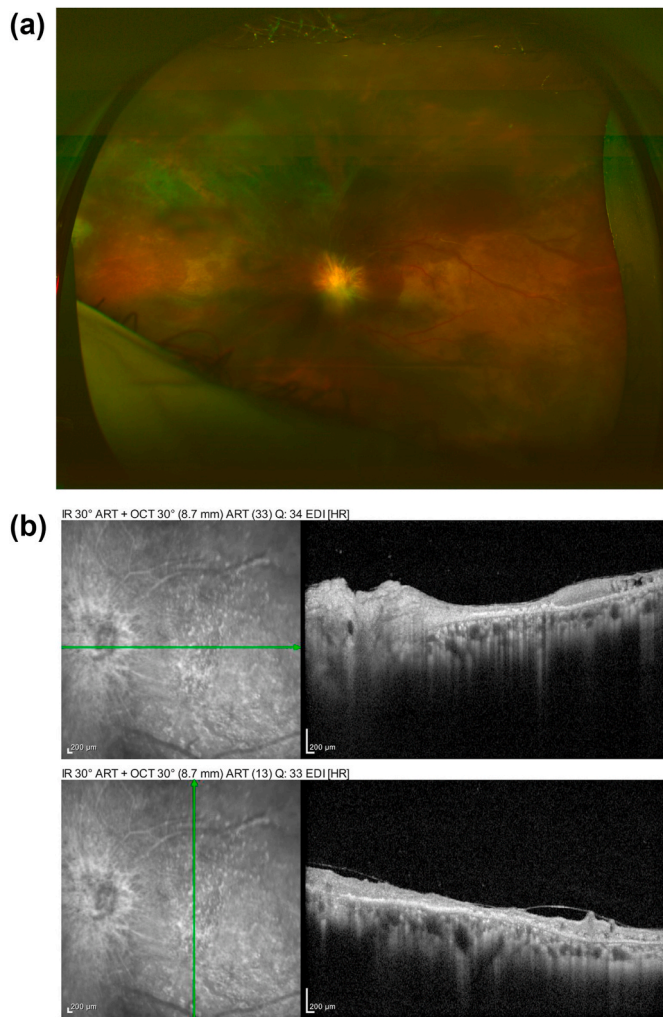 (a)
(b)
IR 30° ART + OCT 30° (8.7 mm) ART (33) Q: 34 EDI [HR]
200 µm
200 µm
IR 30° ART + OCT 30° (8.7 mm) ART (13) Q: 33 EDI [HR]
200 µm
200 µm